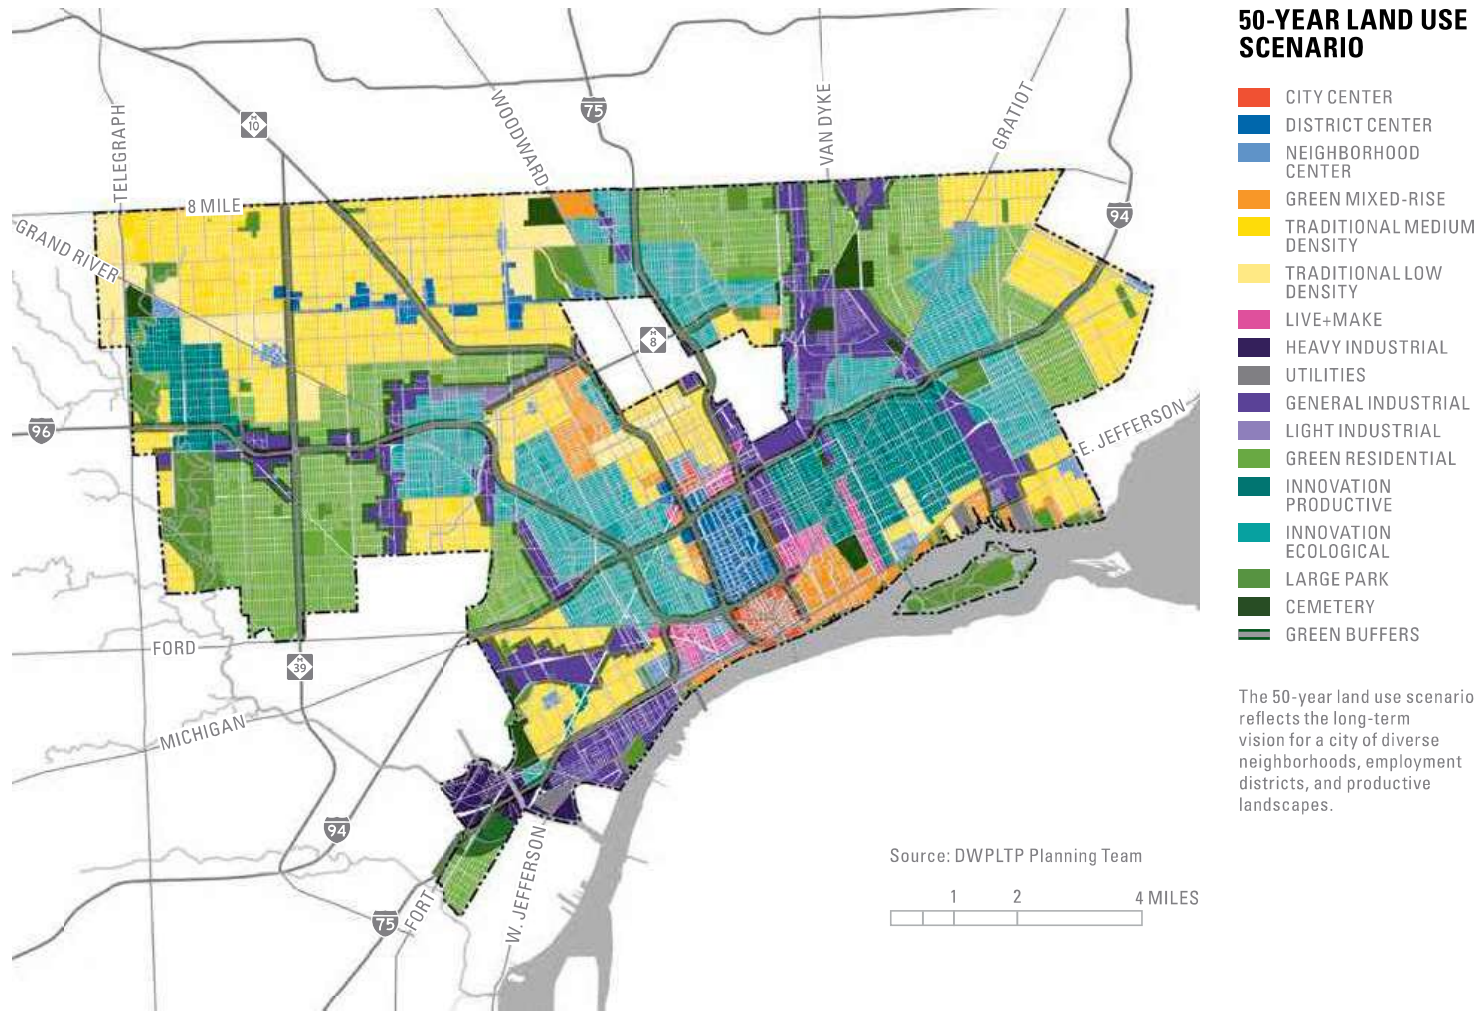 50-YEAR LAND USE
SCENARIO
CITY CENTER
DISTRICT CENTER
NEIGHBORHOOD
CENTER
GREEN MIXED-RISE
TRADITIONAL MEDIUM
DENSITY
TRADITIONAL LOW
DENSITY
LIVE+MAKE
HEAVY INDUSTRIAL
UTILITIES
GENERAL INDUSTRIAL
LIGHT INDUSTRIAL
GREEN RESIDENTIAL
INNOVATION
PRODUCTIVE
INNOVATION
ECOLOGICAL
LARGE PARK
CEMETERY
GREEN BUFFERS
The 50-year land use scenario
reflects the long-term
vision for a city of diverse
neighborhoods, employment
districts, and productive
landscapes.
TELEGRAPH
M
10
WOODWARD
75
VAN DYKE
GRATIOT
8 MILE
94
GRAND RIVER
M
8
96
E. JEFFERSON
FORD
M
39
MICHIGAN
94
75
FORT
W. JEFFERSON
Source: DWPLTP Planning Team
1 2 4 MILES